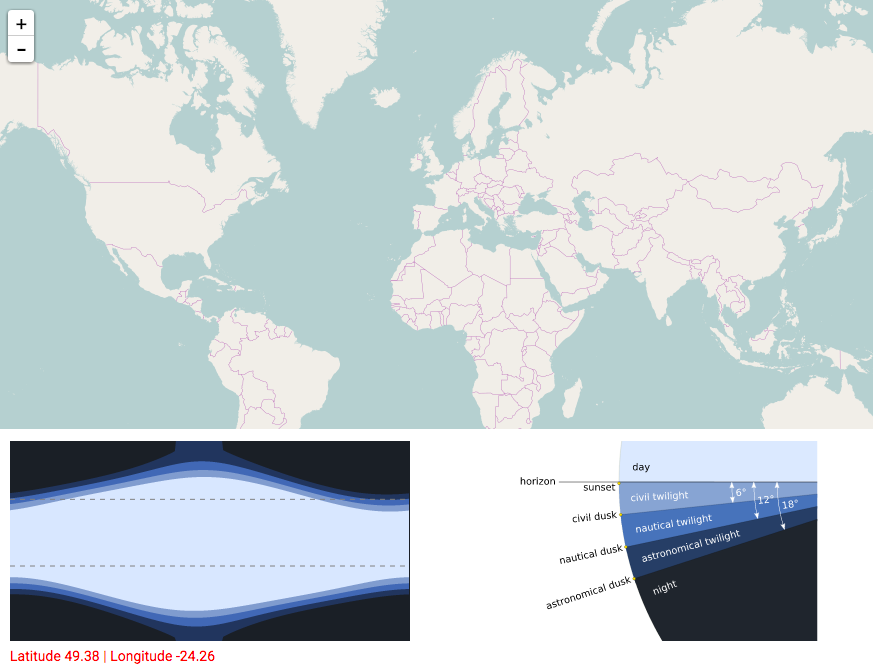 +
-
day
horizon
sunset
civil twilight
6°
12°
18°
civil dusk
nautical twilight
nautical dusk
astronomical twilight
astronomical dusk
night
Latitude 49.38 | Longitude -24.26